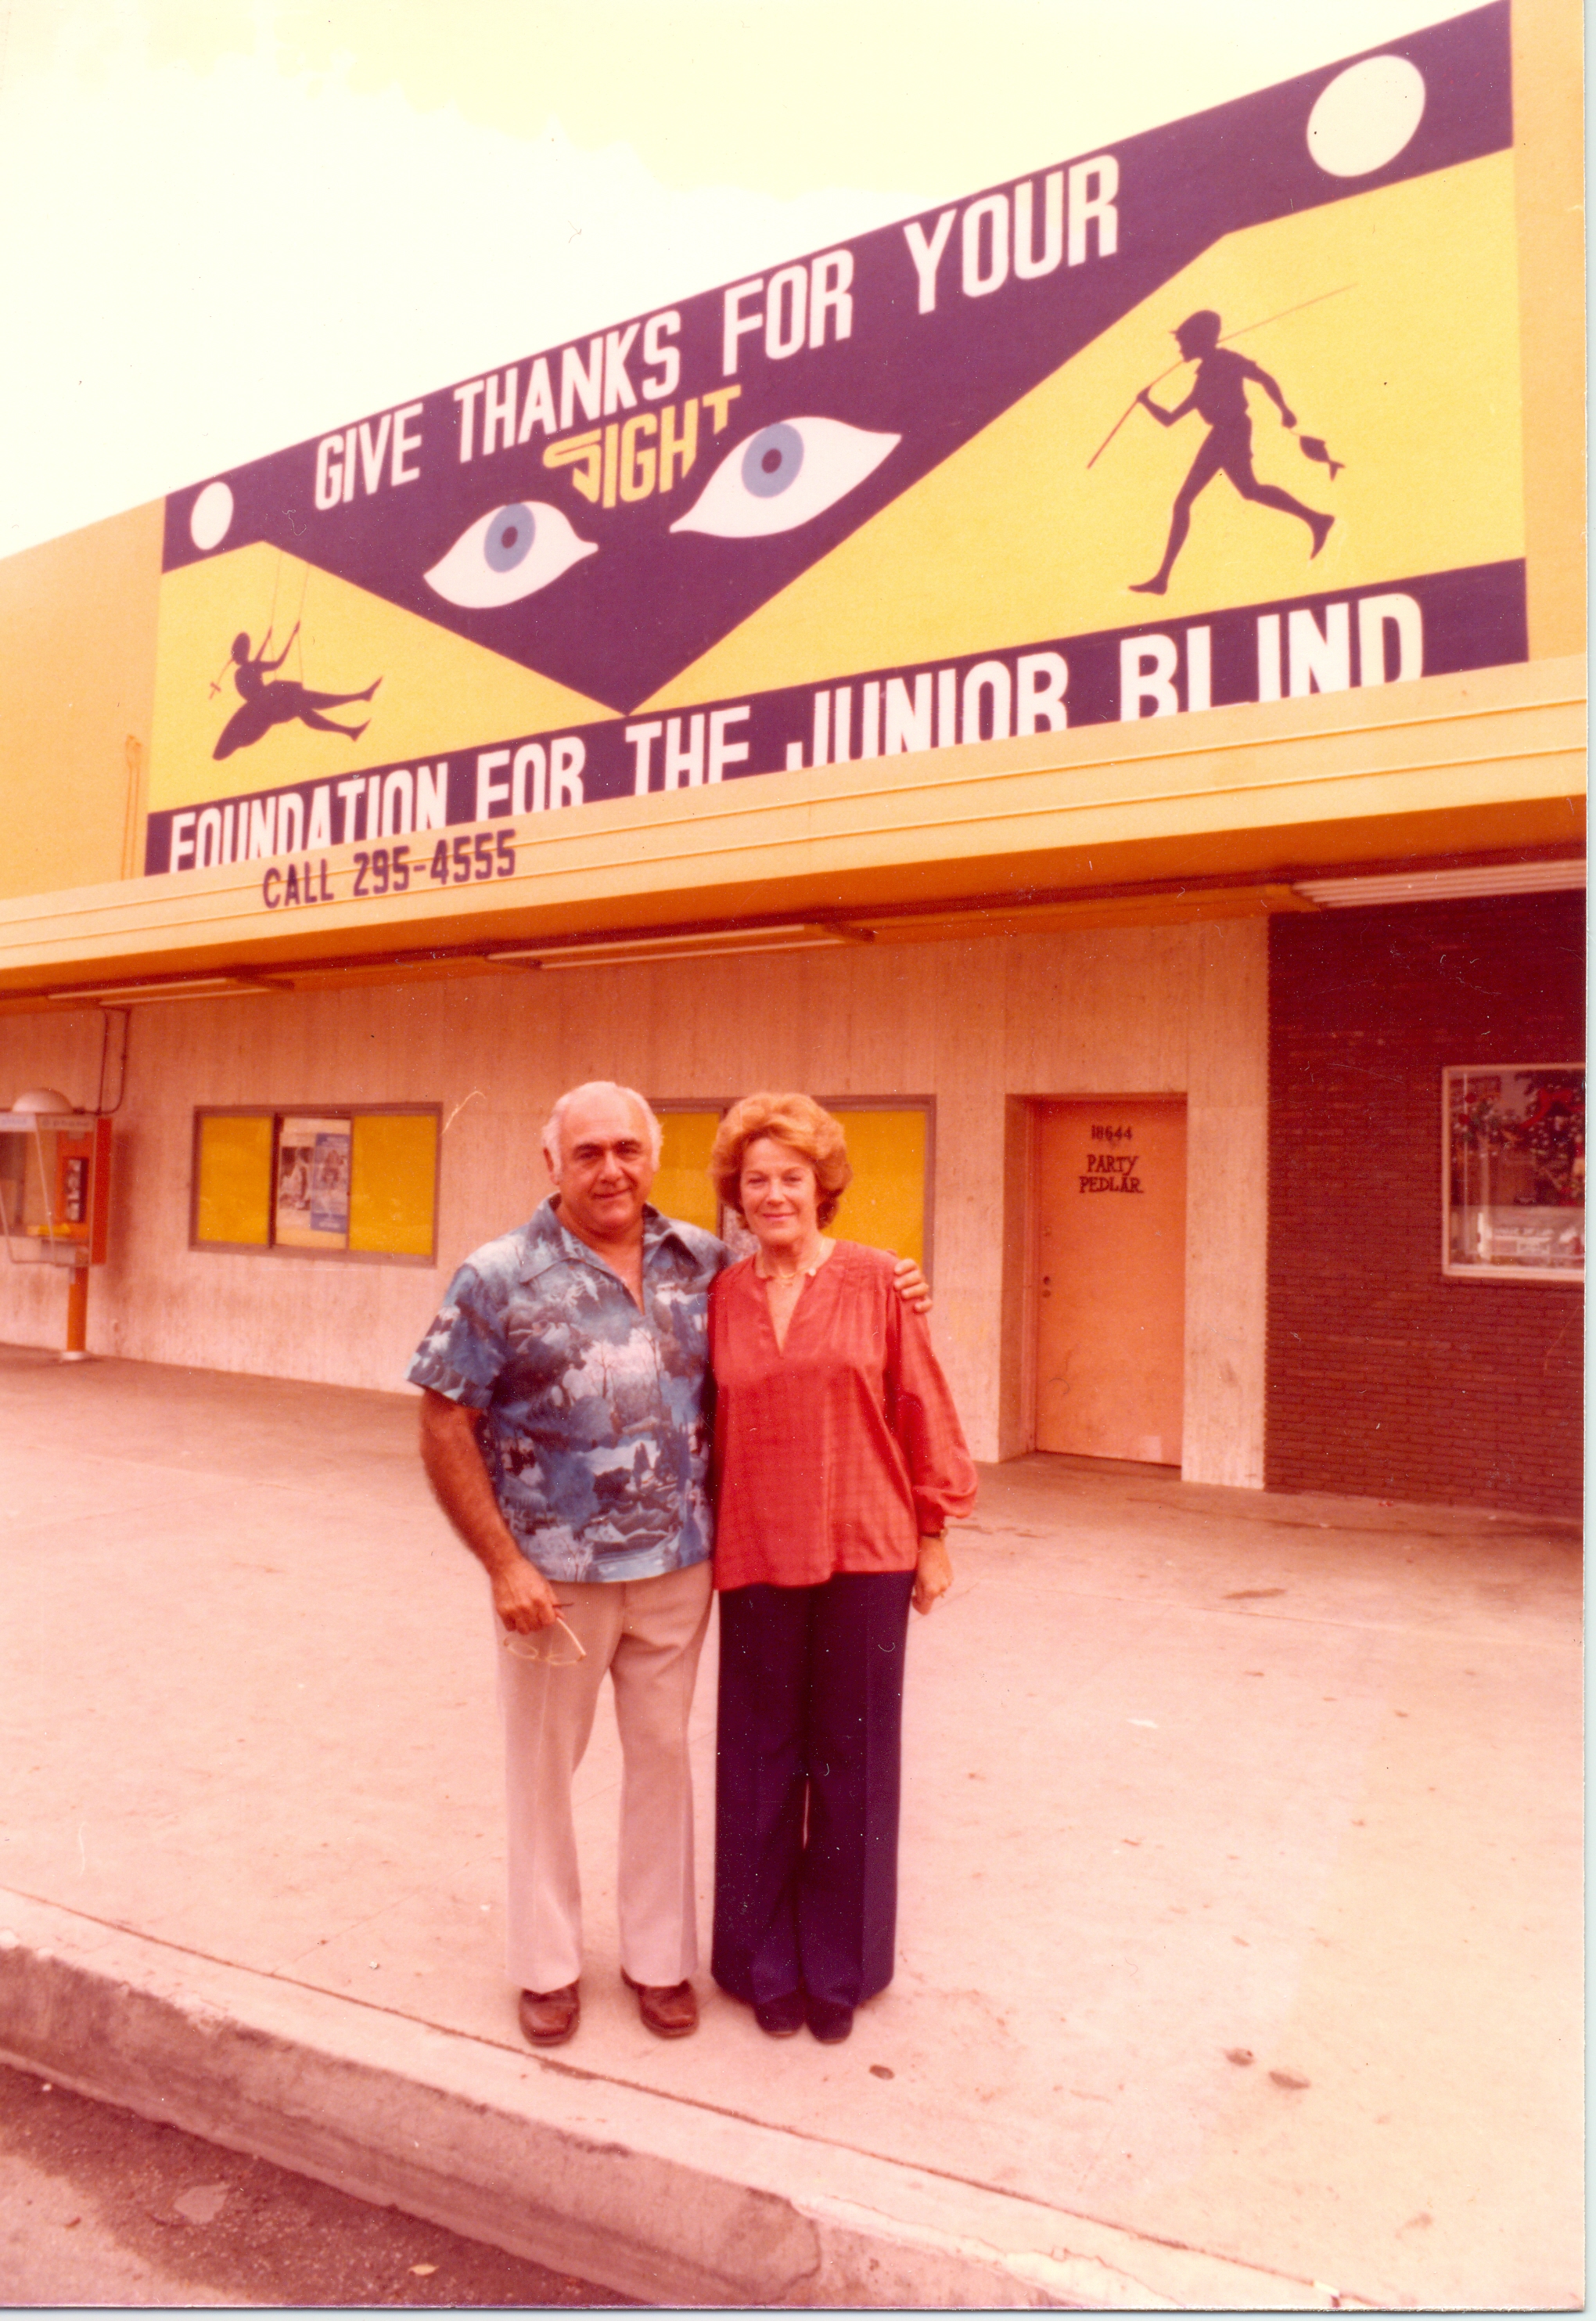 GIVE THANKS FOR YOUR
SIGHT
FOUNDATION FOR THE JUNIOR BLIND
CALL 295-4555
18644
PARTY
PEDLAR